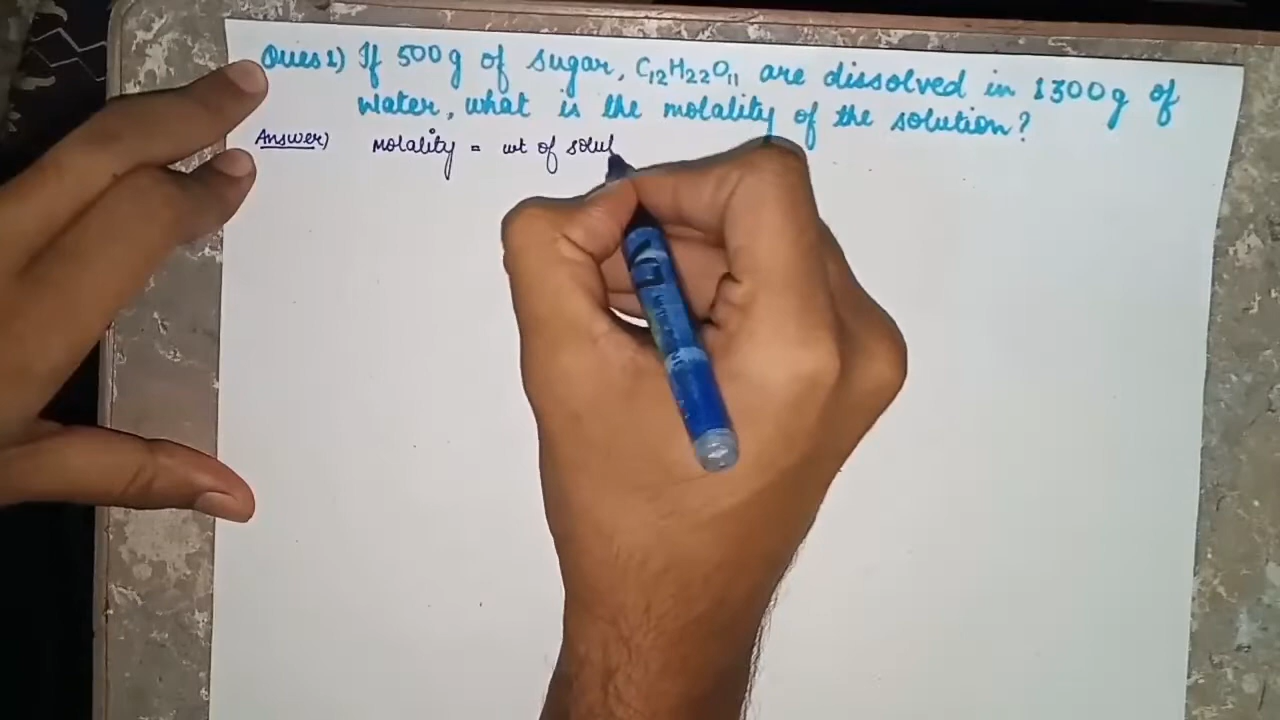 Ques 1) If 500g of sugar, C12H22O11 are dissolved in 1300g of
water, what is the molality of the solution?
Answer) Molality = wt of solut